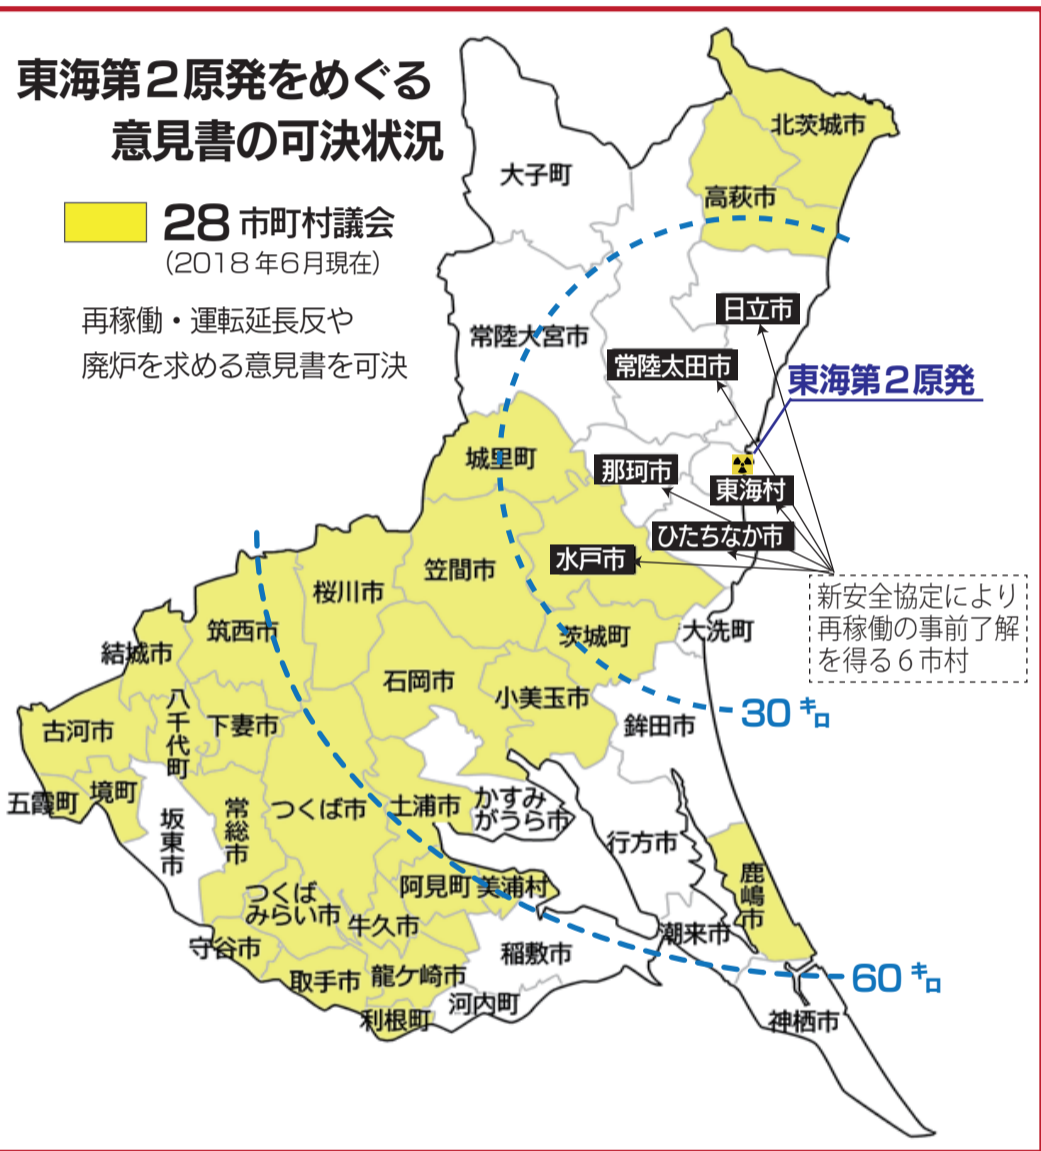 東海第2原発をめぐる
意見書の可決状況
28市町村議会
(2018年6月現在)
再稼働・運転延長反や
廃炉を求める意見書を可決
北茨城市
大子町
高萩市
日立市
常陸大宮市
常陸太田市
東海第2原発
城里町
那珂市
東海村
ひたちなか市
水戸市
笠間市
桜川市
新安全協定により
再稼働の事前了解
を得る6市村
筑西市
茨城町
大洗町
結城市
石岡市
小美玉市
30キロ
鉾田市
古河市
八千代町
下妻市
五霞町
境町
坂東市
常総市
つくば市
土浦市
かすみ
がうら市
行方市
鹿嶋市
つくば
みらい市
阿見町
美浦村
牛久市
潮来市
守谷市
稲敷市
取手市
龍ケ崎市
60キロ
河内町
利根町
神栖市